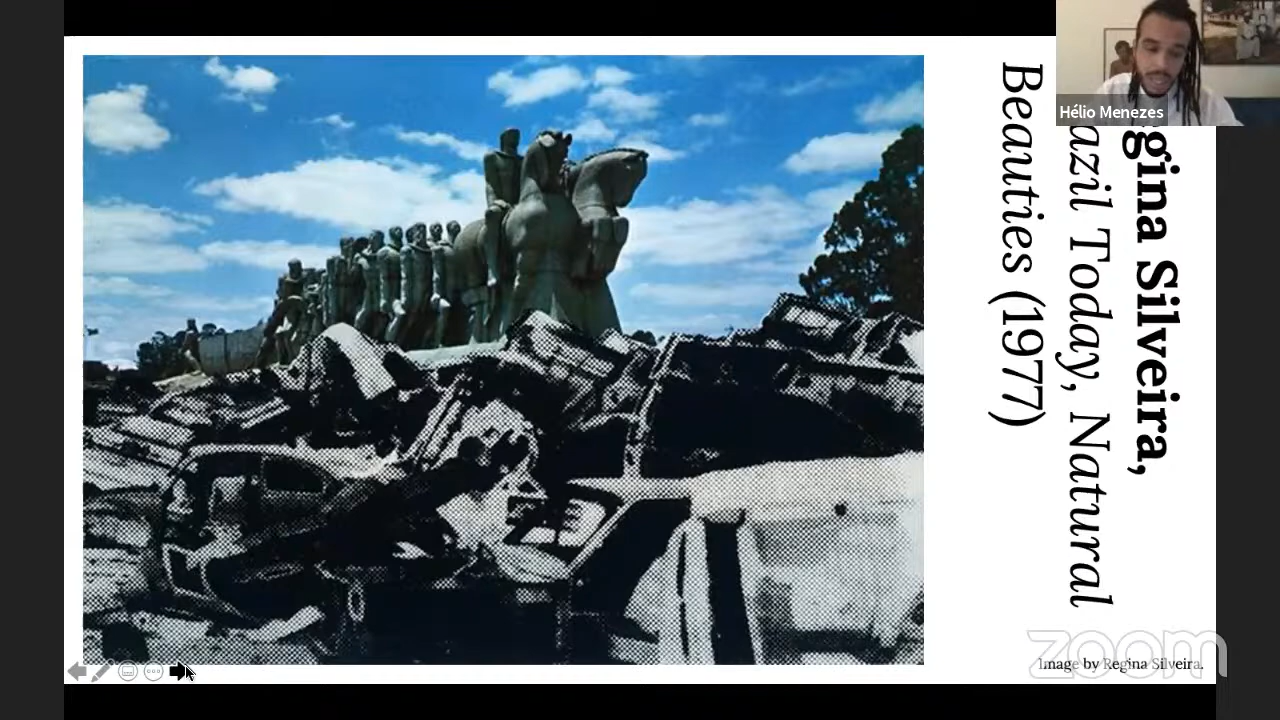 Hélio Menezes
gina Silveira,
azil Today, Natural
Beauties (1977)
Image by Regina Silveira.
zoom